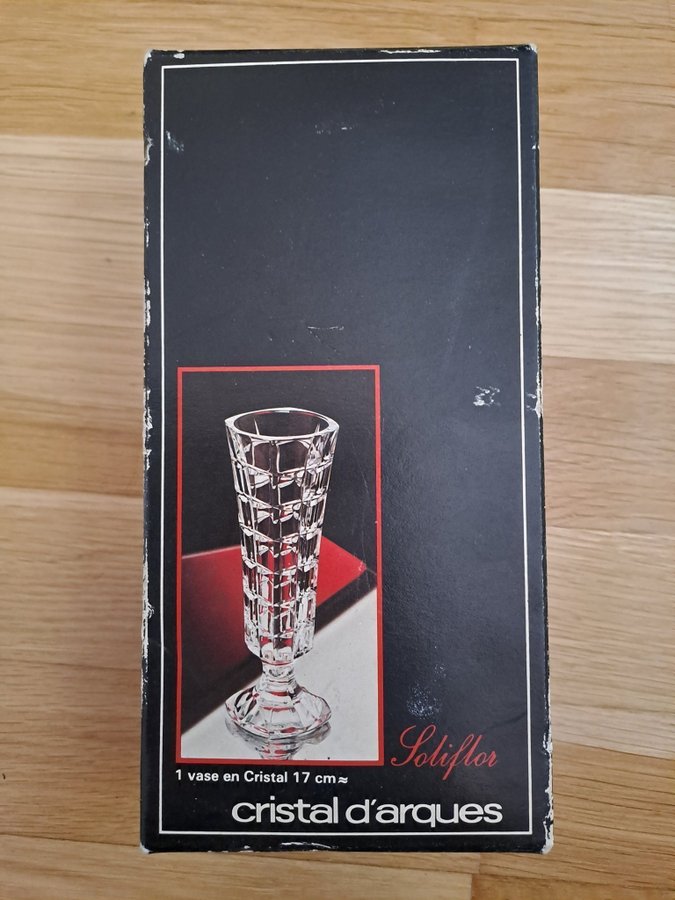 Soliflor
1 vase en Cristal 17 cm≈
cristal d'arques